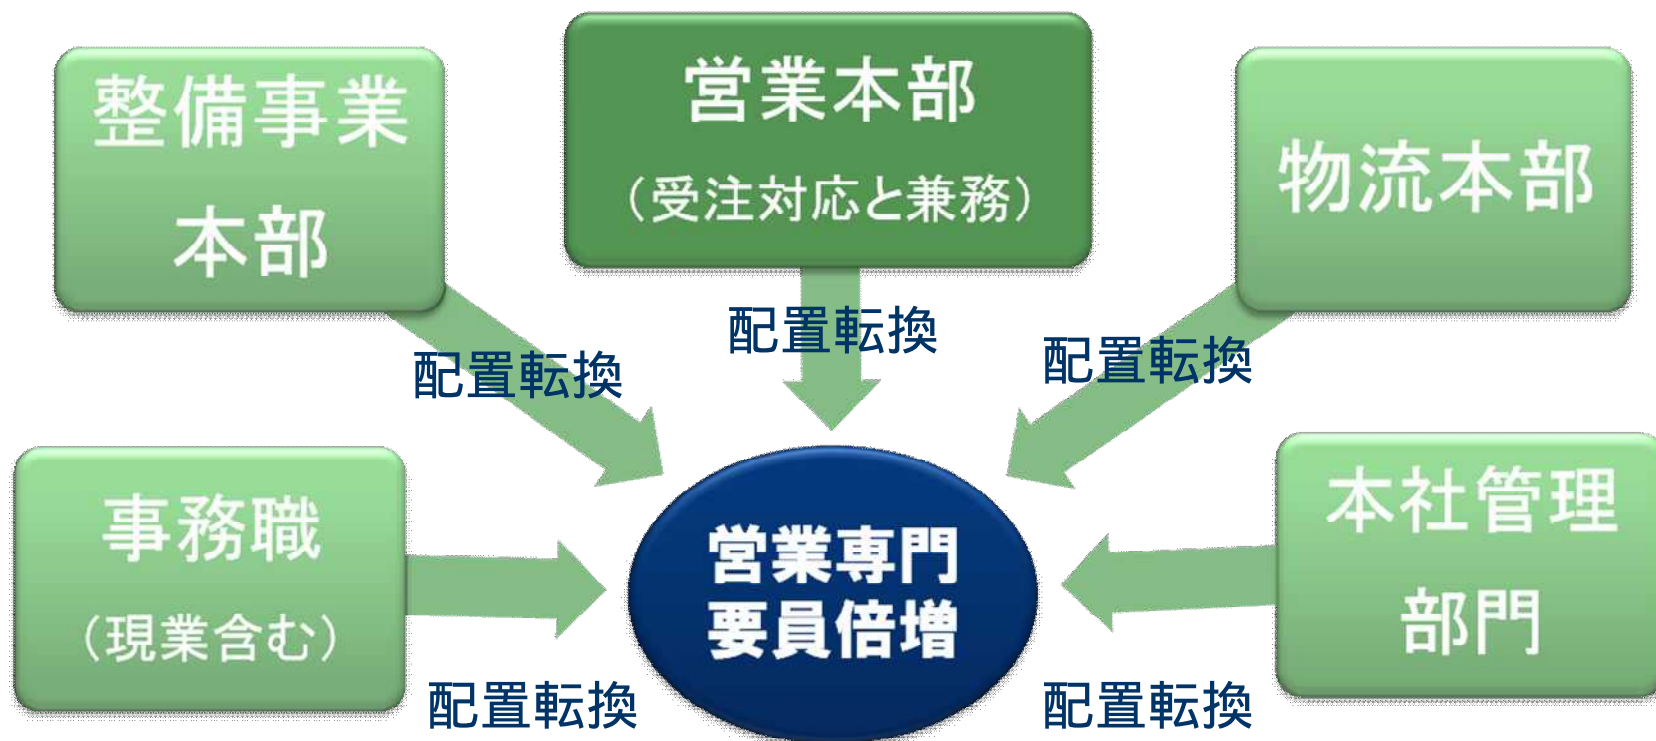 整備事業
本部
営業本部
（受注対応と兼務）
物流本部
配置転換
配置転換
配置転換
事務職
（現業含む）
営業専門
要員倍増
本社管理
部門
配置転換
配置転換